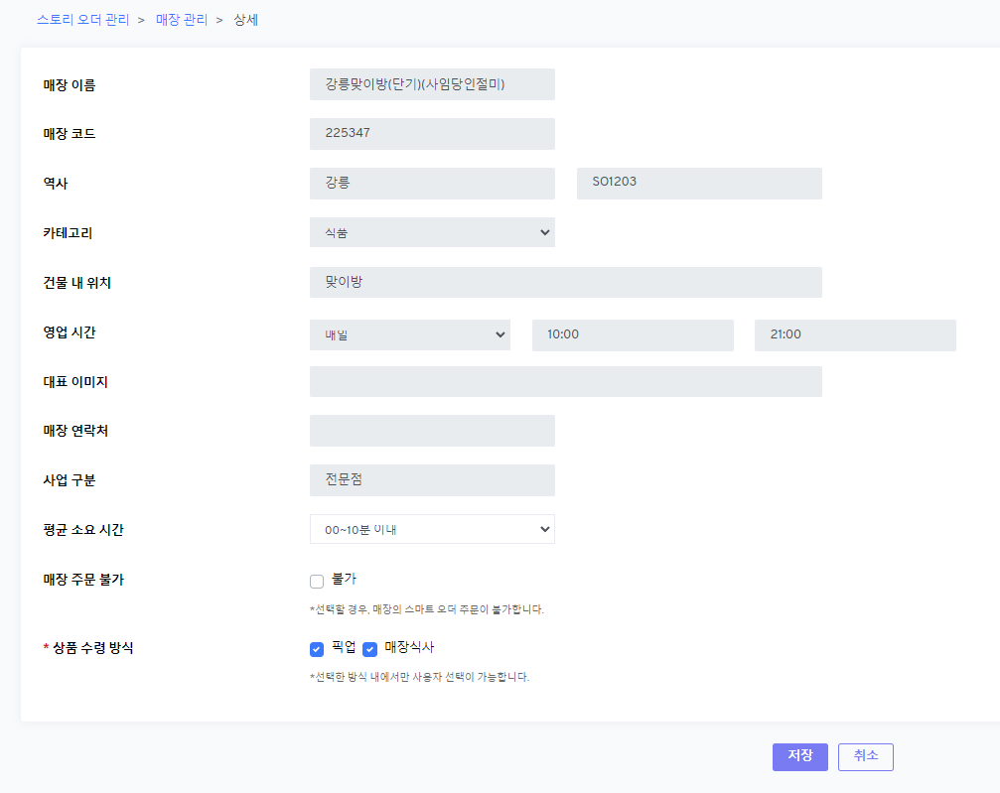 스토리 오더 관리 > 매장 관리 > 상세
매장 이름 강릉맞이방(단기)(사임당인절미)
매장 코드 225347
역사 강릉 SO1203
카테고리 식품
건물 내 위치 맞이방
영업 시간 매일 10:00 21:00
대표 이미지
매장 연락처
사업 구분 전문점
평균 소요 시간 00~10분 이내
매장 주문 불가 불가
*선택할 경우, 매장의 스마트 오더 주문이 불가합니다.
* 상품 수령 방식 픽업 매장식사
*선택한 방식 내에서만 사용자 선택이 가능합니다.
저장 취소